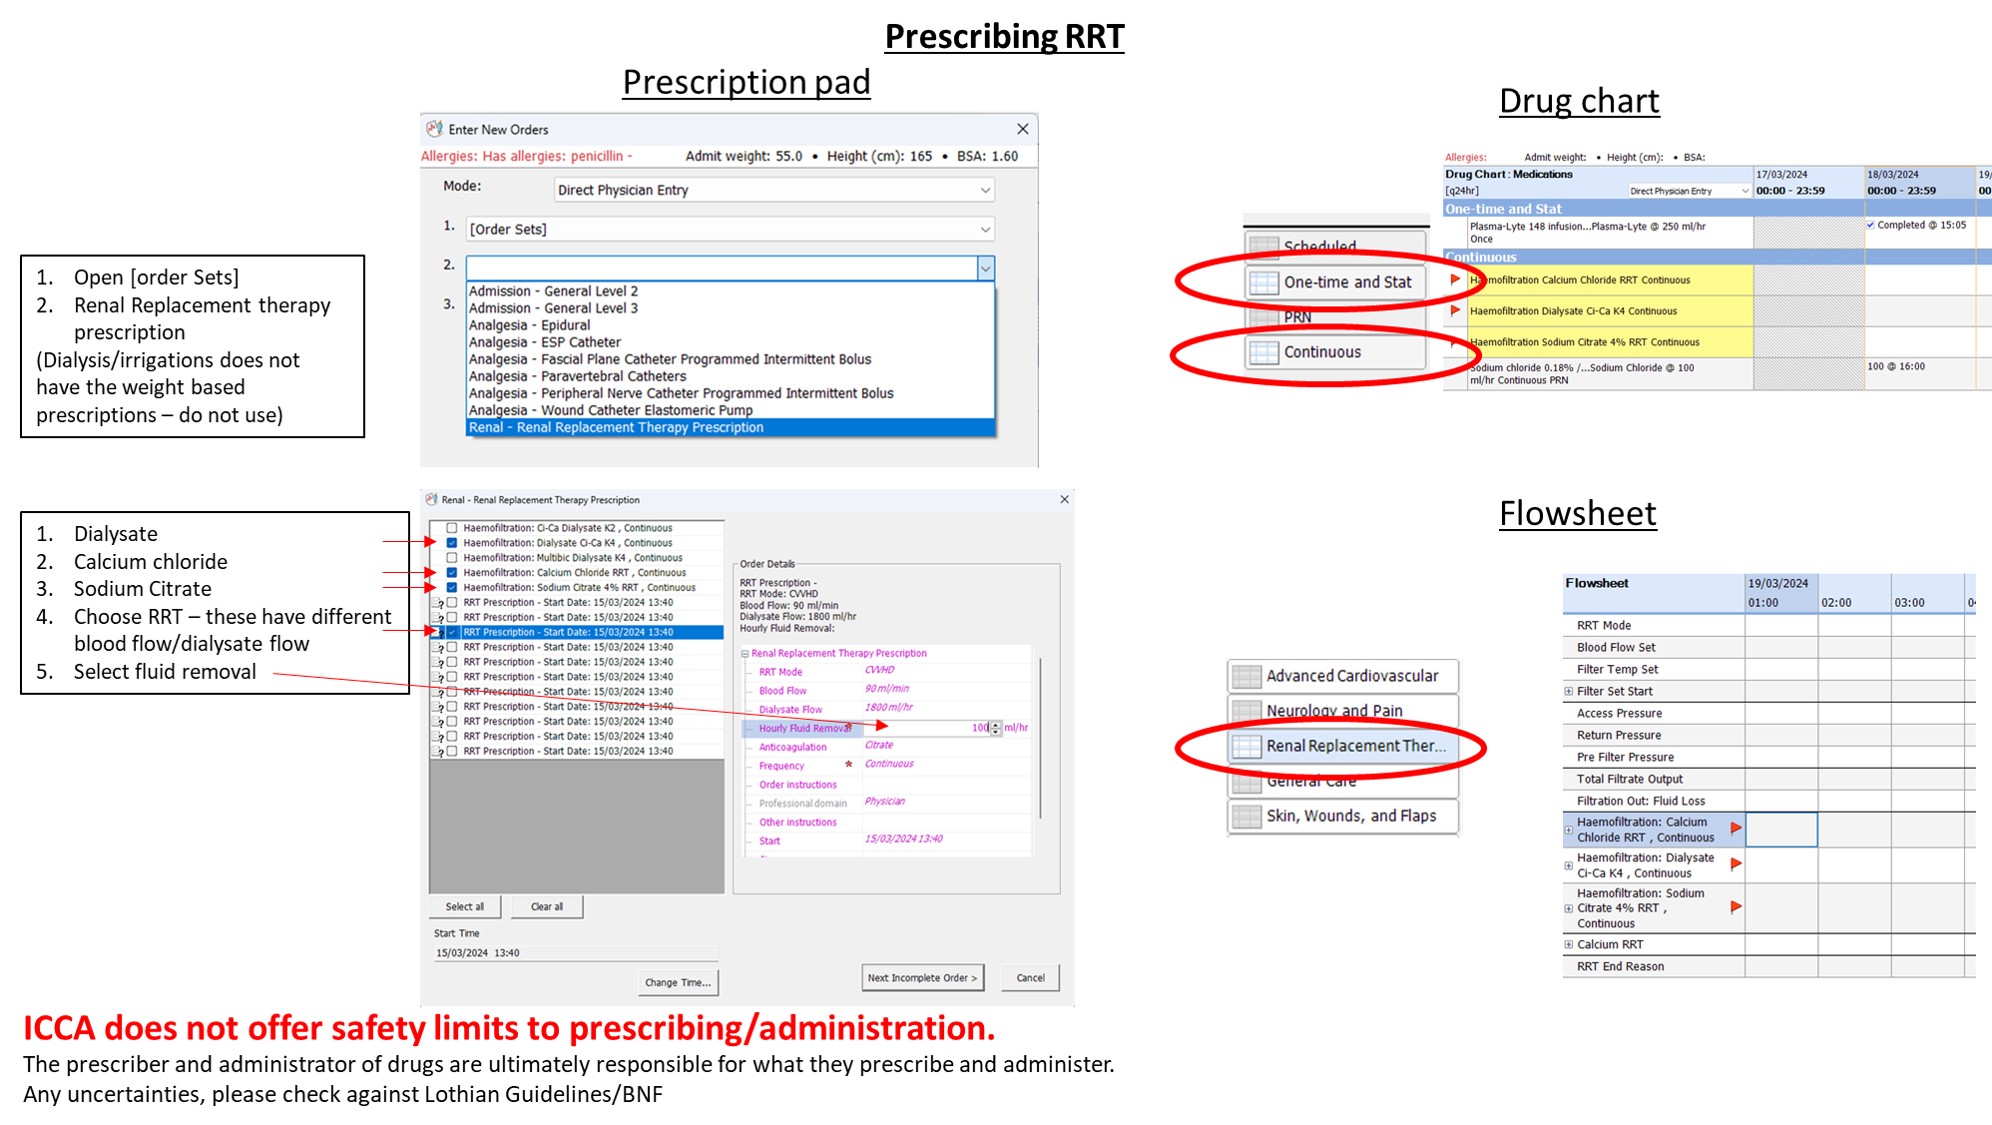 Prescribing RRT
Prescription pad
Enter New Orders
Allergies: Has allergies: penicillin -
Admit weight: 55.0 • Height (cm): 165 • BSA: 1.60
Mode:
Direct Physician Entry
1.
[Order Sets]
2.
Admission - General Level 2
Admission - General Level 3
Analgesia - Epidural
Analgesia - ESP Catheter
Analgesia - Fascial Plane Catheter Programmed Intermittent Bolus
Analgesia - Paravertebral Catheters
Analgesia - Peripheral Nerve Catheter Programmed Intermittent Bolus
Analgesia - Wound Catheter Elastomeric Pump
Renal - Renal Replacement Therapy Prescription
3.
1. Open [order Sets]
2. Renal Replacement therapy
prescription
(Dialysis/irrigations does not
have the weight based
prescriptions – do not use)
1. Dialysate
2. Calcium chloride
3. Sodium Citrate
4. Choose RRT – these have different
blood flow/dialysate flow
5. Select fluid removal
Renal - Renal Replacement Therapy Prescription
Haemofiltration: Ci-Ca Dialysate K2 , Continuous
Haemofiltration: Dialysate Ci-Ca K4 , Continuous
Haemofiltration: Multibic Dialysate K4 , Continuous
Haemofiltration: Calcium Chloride RRT , Continuous
Haemofiltration: Sodium Citrate 4% RRT , Continuous
RRT Prescription - Start Date: 15/03/2024 13:40
RRT Prescription - Start Date: 15/03/2024 13:40
RRT Prescription - Start Date: 15/03/2024 13:40
RRT Prescription - Start Date: 15/03/2024 13:40
RRT Prescription - Start Date: 15/03/2024 13:40
RRT Prescription - Start Date: 15/03/2024 13:40
RRT Prescription - Start Date: 15/03/2024 13:40
RRT Prescription - Start Date: 15/03/2024 13:40
RRT Prescription - Start Date: 15/03/2024 13:40
RRT Prescription - Start Date: 15/03/2024 13:40
RRT Prescription - Start Date: 15/03/2024 13:40
Select all
Clear all
Start Time
15/03/2024 13:40
Change Time...
Order Details
RRT Prescription -
RRT Mode: CVVHD
Blood Flow: 90 ml/min
Dialysate Flow: 1800 ml/hr
Hourly Fluid Removal:
Renal Replacement Therapy Prescription
RRT Mode CVVHD
Blood Flow 90 ml/min
Dialysate Flow 1800 ml/hr
Hourly Fluid Removal* 100 ml/hr
Anticoagulation Citrate
Frequency * Continuous
Order instructions
Professional domain Physician
Other instructions
Start 15/03/2024 13:40
Next Incomplete Order >
Cancel
Drug chart
Scheduled
One-time and Stat
PRN
Continuous
Allergies: Admit weight: • Height (cm): • BSA:
Drug Chart : Medications
17/03/2024
18/03/2024
19/
[q24hr]
Direct Physician Entry
00:00 - 23:59
00:00 - 23:59
00
One-time and Stat
Plasma-Lyte 148 infusion...Plasma-Lyte @ 250 ml/hr
Once
Completed @ 15:05
Continuous
Haemofiltration Calcium Chloride RRT Continuous
Haemofiltration Dialysate Ci-Ca K4 Continuous
Haemofiltration Sodium Citrate 4% RRT Continuous
Sodium chloride 0.18% /...Sodium Chloride @ 100
ml/hr Continuous PRN
100 @ 16:00
Flowsheet
Advanced Cardiovascular
Neurology and Pain
Renal Replacement Ther...
General Care
Skin, Wounds, and Flaps
Flowsheet
19/03/2024
01:00
02:00
03:00
RRT Mode
Blood Flow Set
Filter Temp Set
Filter Set Start
Access Pressure
Return Pressure
Pre Filter Pressure
Total Filtrate Output
Filtration Out: Fluid Loss
Haemofiltration: Calcium
Chloride RRT , Continuous
Haemofiltration: Dialysate
Ci-Ca K4 , Continuous
Haemofiltration: Sodium
Citrate 4% RRT ,
Continuous
Calcium RRT
RRT End Reason
ICCA does not offer safety limits to prescribing/administration.
The prescriber and administrator of drugs are ultimately responsible for what they prescribe and administer.
Any uncertainties, please check against Lothian Guidelines/BNF